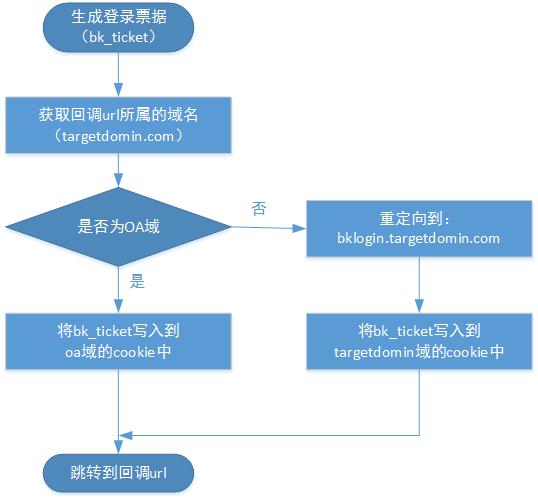 生成登录票据
（bk_ticket）
获取回调url所属的域名
（targetdomin.com）
是否为OA域
否
重定向到：
bklogin.targetdomin.com
是
将bk_ticket写入到
oa域的cookie中
将bk_ticket写入到
targetdomin域的cookie中
跳转到回调url